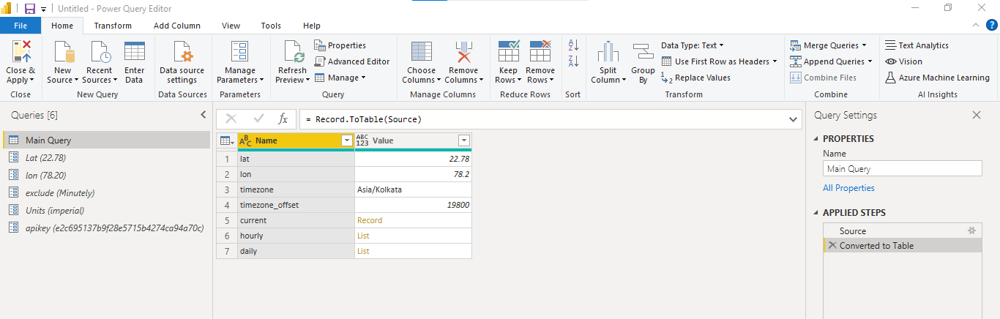 Untitled - Power Query Editor
File Home Transform Add Column View Tools Help
Close & Apply
Close
New Source
Recent Sources
Enter Data
New Query
Data source settings
Data Sources
Manage Parameters
Parameters
Refresh Preview
Properties
Advanced Editor
Manage
Query
Choose Columns
Remove Columns
Manage Columns
Keep Rows
Remove Rows
Reduce Rows
Sort
Split Column
Group By
Data Type: Text
Use First Row as Headers
Replace Values
Transform
Merge Queries
Append Queries
Combine Files
Combine
Text Analytics
Vision
Azure Machine Learning
AI Insights
Queries [6]
Main Query
Lat (22.78)
lon (78.20)
exclude (Minutely)
Units (imperial)
apikey (e2c695137b9f28e5715b4274ca94a70c)
fx = Record.ToTable(Source)
ABC Name ABC 123 Value
1 lat 22.78
2 lon 78.2
3 timezone Asia/Kolkata
4 timezone_offset 19800
5 current Record
6 hourly List
7 daily List
Query Settings
PROPERTIES
Name
Main Query
All Properties
APPLIED STEPS
Source
Converted to Table